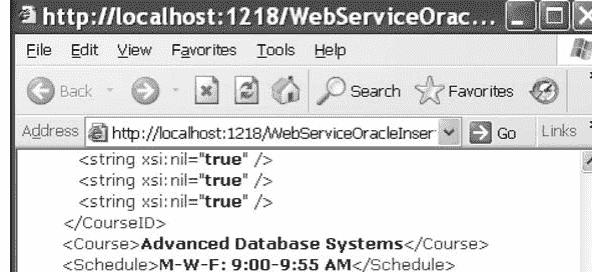 http://localhost:1218/WebServiceOrac...
File Edit View Favorites Tools Help
Back Search Favorites
Address http://localhost:1218/WebServiceOracleInser Go Links
<string xsi:nil="true" />
<string xsi:nil="true" />
<string xsi:nil="true" />
</CourseID>
<Course>Advanced Database Systems</Course>
<Schedule>M-W-F: 9:00-9:55 AM</Schedule>